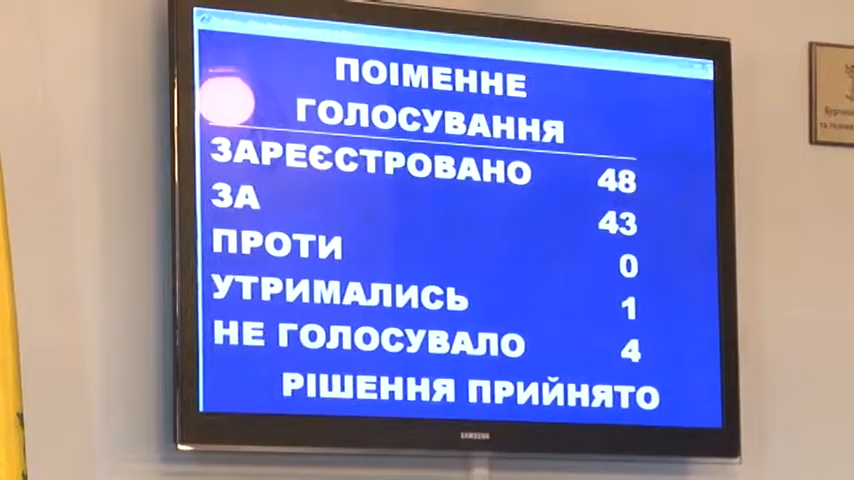 ПОІМЕННЕ
ГОЛОСУВАННЯ
ЗАРЕЄСТРОВАНО 48
ЗА 43
ПРОТИ 0
УТРИМАЛИСЬ 1
НЕ ГОЛОСУВАЛО 4
РІШЕННЯ ПРИЙНЯТО
SAMSUNG